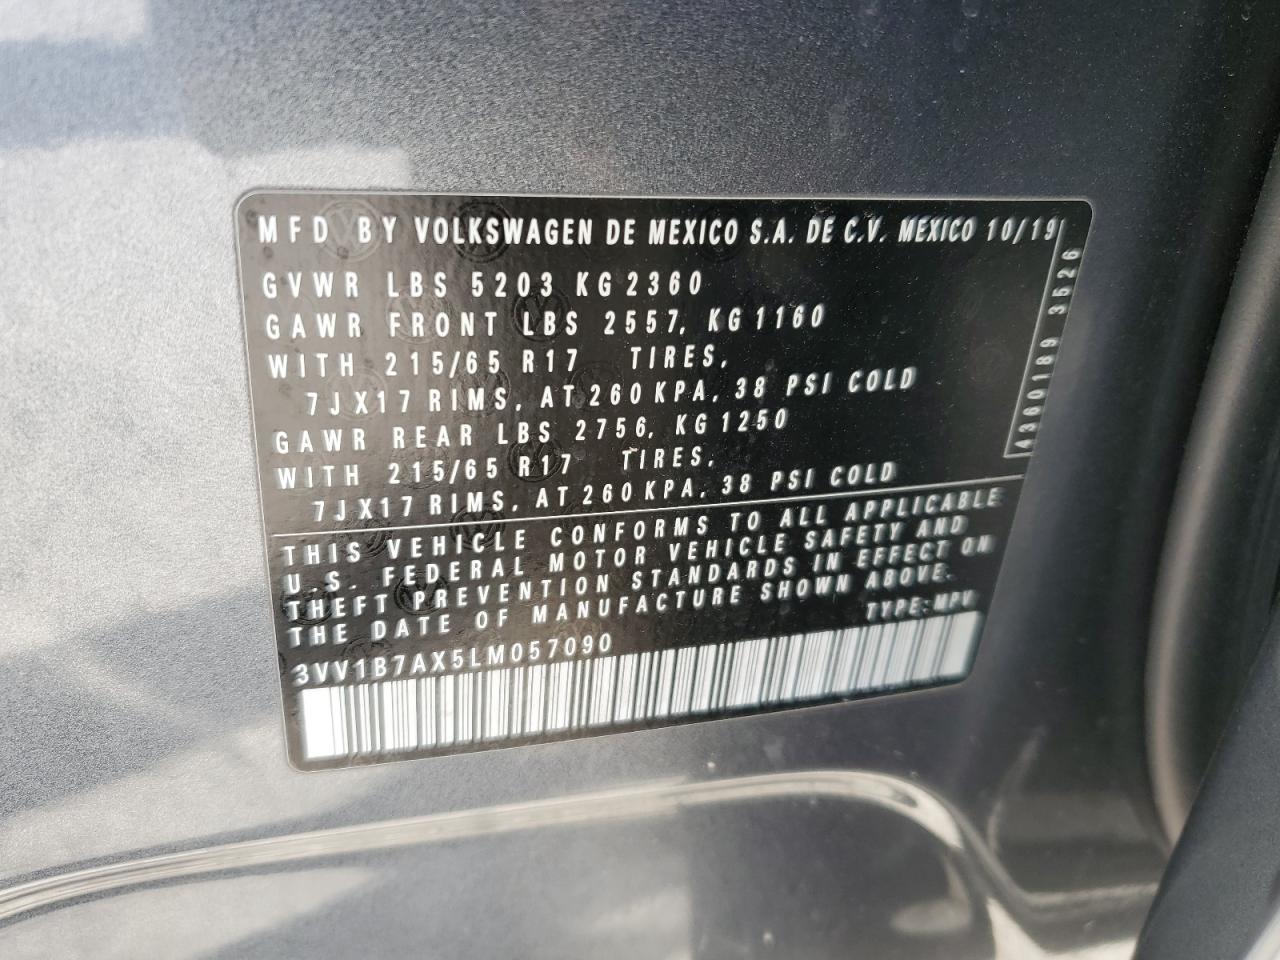 MFD BY VOLKSWAGEN DE MEXICO S.A. DE C.V. MEXICO 10/19
GVWR LBS 5203 KG 2360
GAWR FRONT LBS 2557, KG 1160
WITH 215/65 R17 TIRES,
7JX17 RIMS, AT 260 KPA, 38 PSI COLD
GAWR REAR LBS 2756, KG 1250
WITH 215/65 R17 TIRES,
7JX17 RIMS, AT 260 KPA, 38 PSI COLD
4360189 3526
THIS VEHICLE CONFORMS TO ALL APPLICABLE
U.S. FEDERAL MOTOR VEHICLE SAFETY AND
THEFT PREVENTION STANDARDS IN EFFECT ON
THE DATE OF MANUFACTURE SHOWN ABOVE.
TYPE: MPV
3VV1B7AX5LM057090